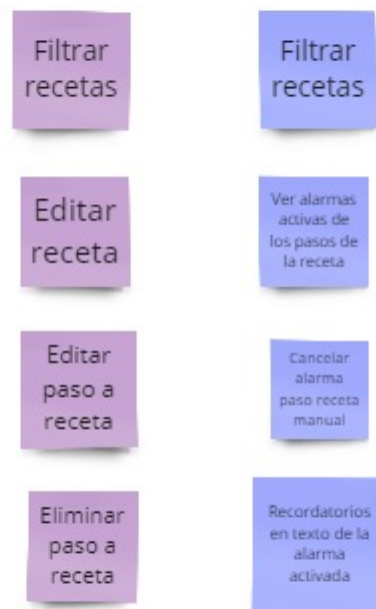 Filtrar
recetas
Filtrar
recetas
Editar
receta
Ver alarmas
activas de
los pasos de
la receta
Editar
paso a
receta
Cancelar
alarma
paso receta
manual
Eliminar
paso a
receta
Recordatorios
en texto de la
alarma
activada